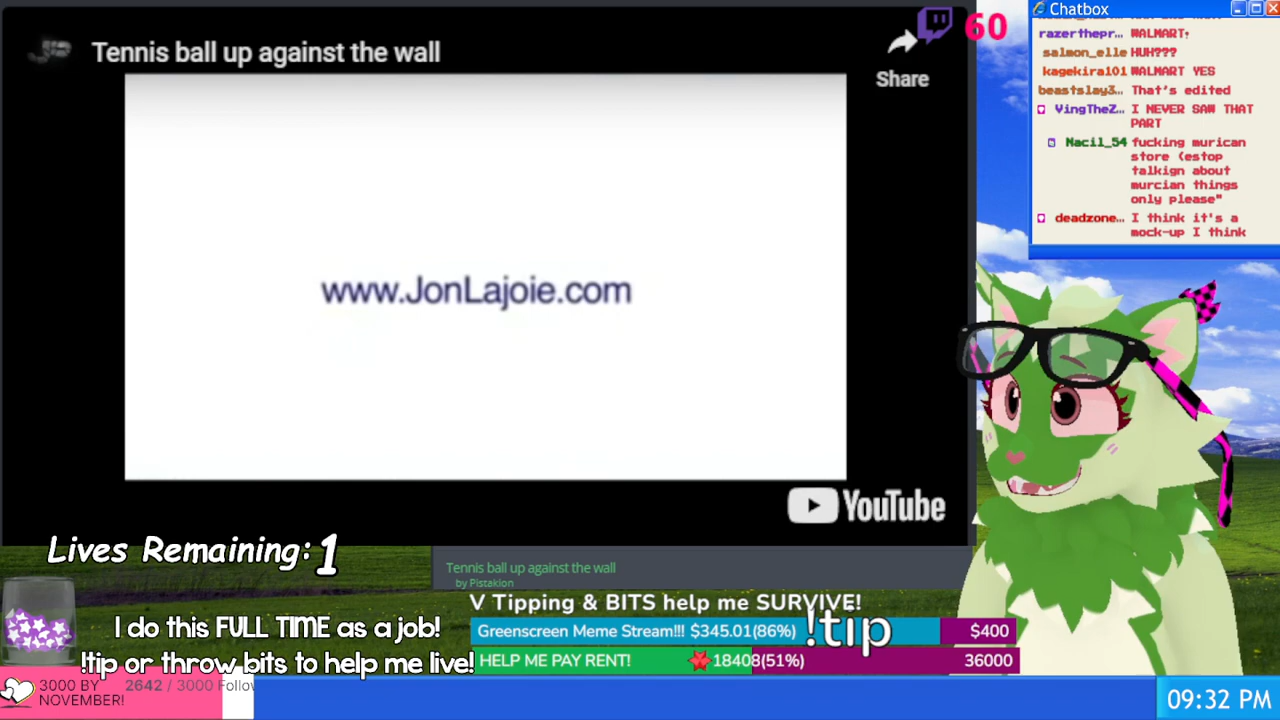 Tennis ball up against the wall
Share
60
www.JonLajoie.com
YouTube
Tennis ball up against the wall
by Pistaklon
Chatbox
razerthepr... WALMART?
salmon_elle HUH???
kagekira101 WALMART YES
beastslay3... That's edited
VingTheZ... I NEVER SAW THAT
PART
Nacil_54 fucking murican
store (estop
talkign about
murcian things
only please"
deadzone... I think it's a
mock-up I think
Lives Remaining: 1
I do this FULL TIME as a job!
!tip or throw bits to help me live!
V Tipping & BITS help me SURVIVE!
!tip
Greenscreen Meme Stream!!! $345.01(86%) $400
HELP ME PAY RENT! 18408(51%) 36000
3000 BY
NOVEMBER!
2642 / 3000 Follow
09:32 PM